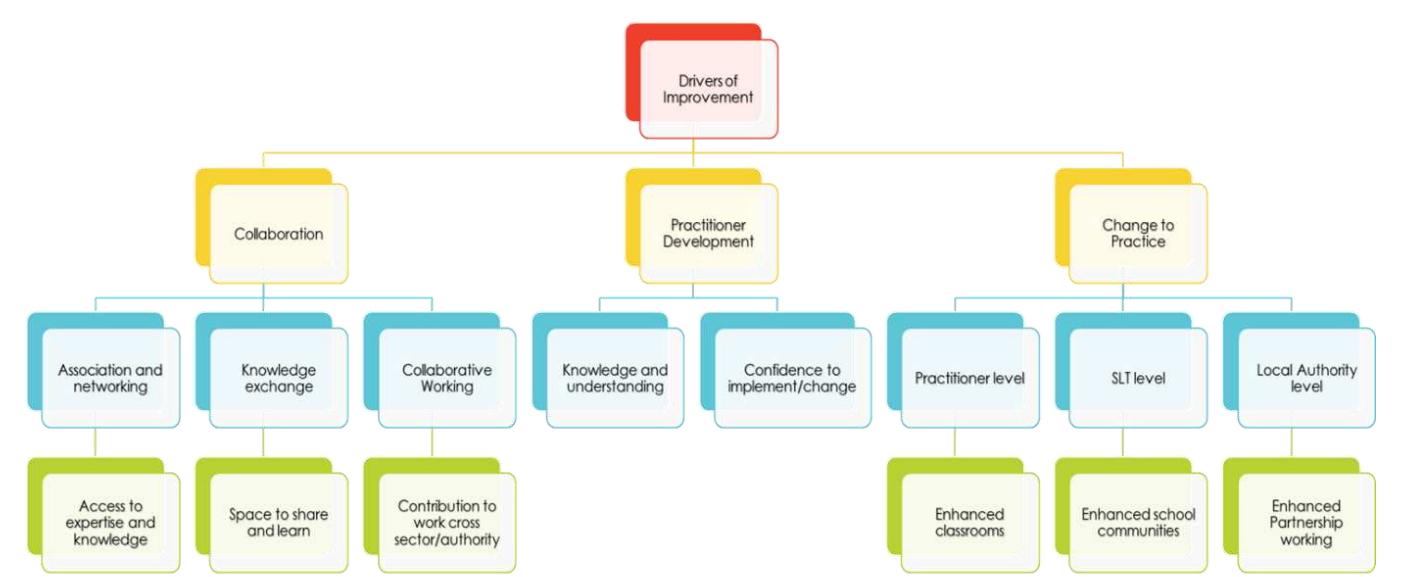 Drivers of
Improvement
Collaboration
Practitioner
Development
Change to
Practice
Association and
networking
Knowledge
exchange
Collaborative
Working
Knowledge and
understanding
Confidence to
implement/change
Practitioner level
SLT level
Local Authority
level
Access to
expertise and
knowledge
Space to share
and learn
Contribution to
work cross
sector/authority
Enhanced
classrooms
Enhanced school
communities
Enhanced
Partnership
working